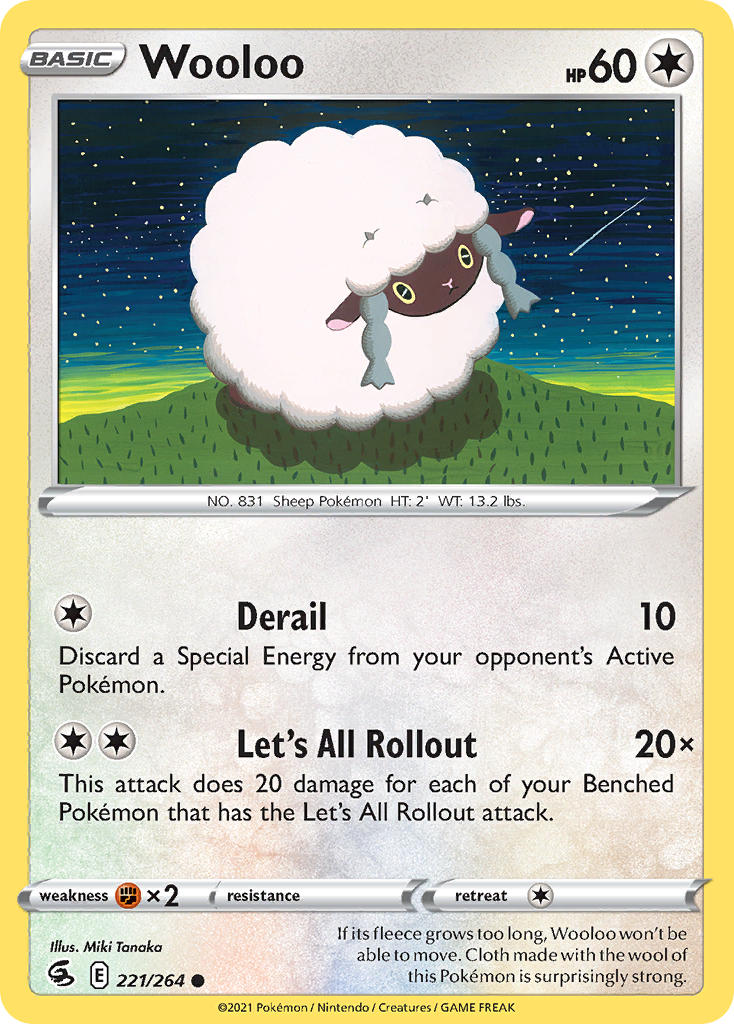 BASIC Wooloo HP 60
NO. 831 Sheep Pokémon HT: 2' WT: 13.2 lbs.
Derail 10
Discard a Special Energy from your opponent's Active
Pokémon.
Let's All Rollout 20×
This attack does 20 damage for each of your Benched
Pokémon that has the Let's All Rollout attack.
weakness ×2 resistance retreat
Illus. Miki Tanaka
E 221/264
If its fleece grows too long, Wooloo won't be
able to move. Cloth made with the wool of
this Pokémon is surprisingly strong.
©2021 Pokémon / Nintendo / Creatures / GAME FREAK